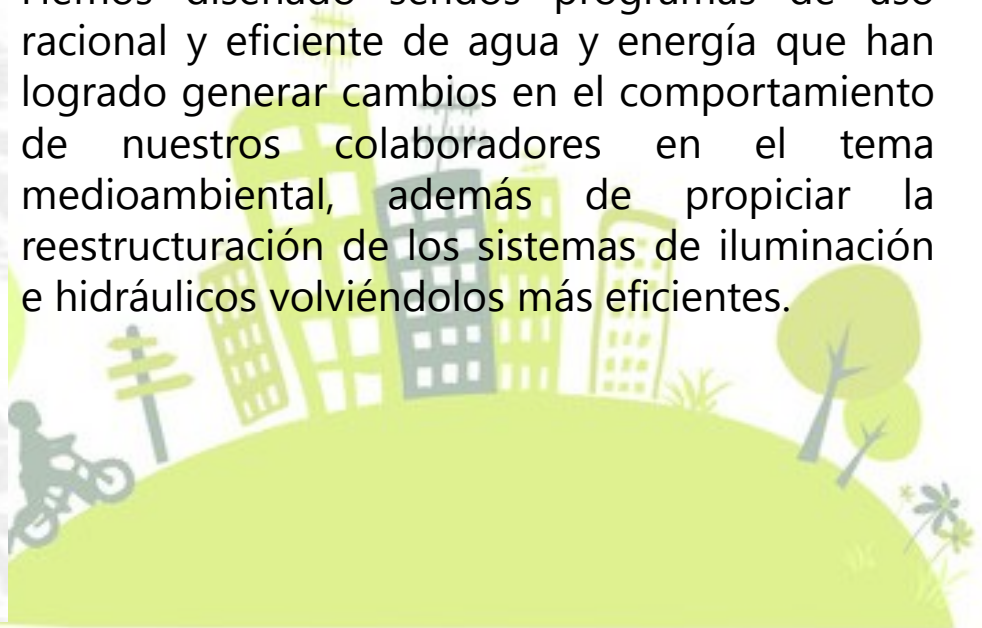 Hemos diseñado sendos programas de uso
racional y eficiente de agua y energía que han
logrado generar cambios en el comportamiento
de nuestros colaboradores en el tema
medioambiental, además de propiciar la
reestructuración de los sistemas de iluminación
e hidráulicos volviéndolos más eficientes.